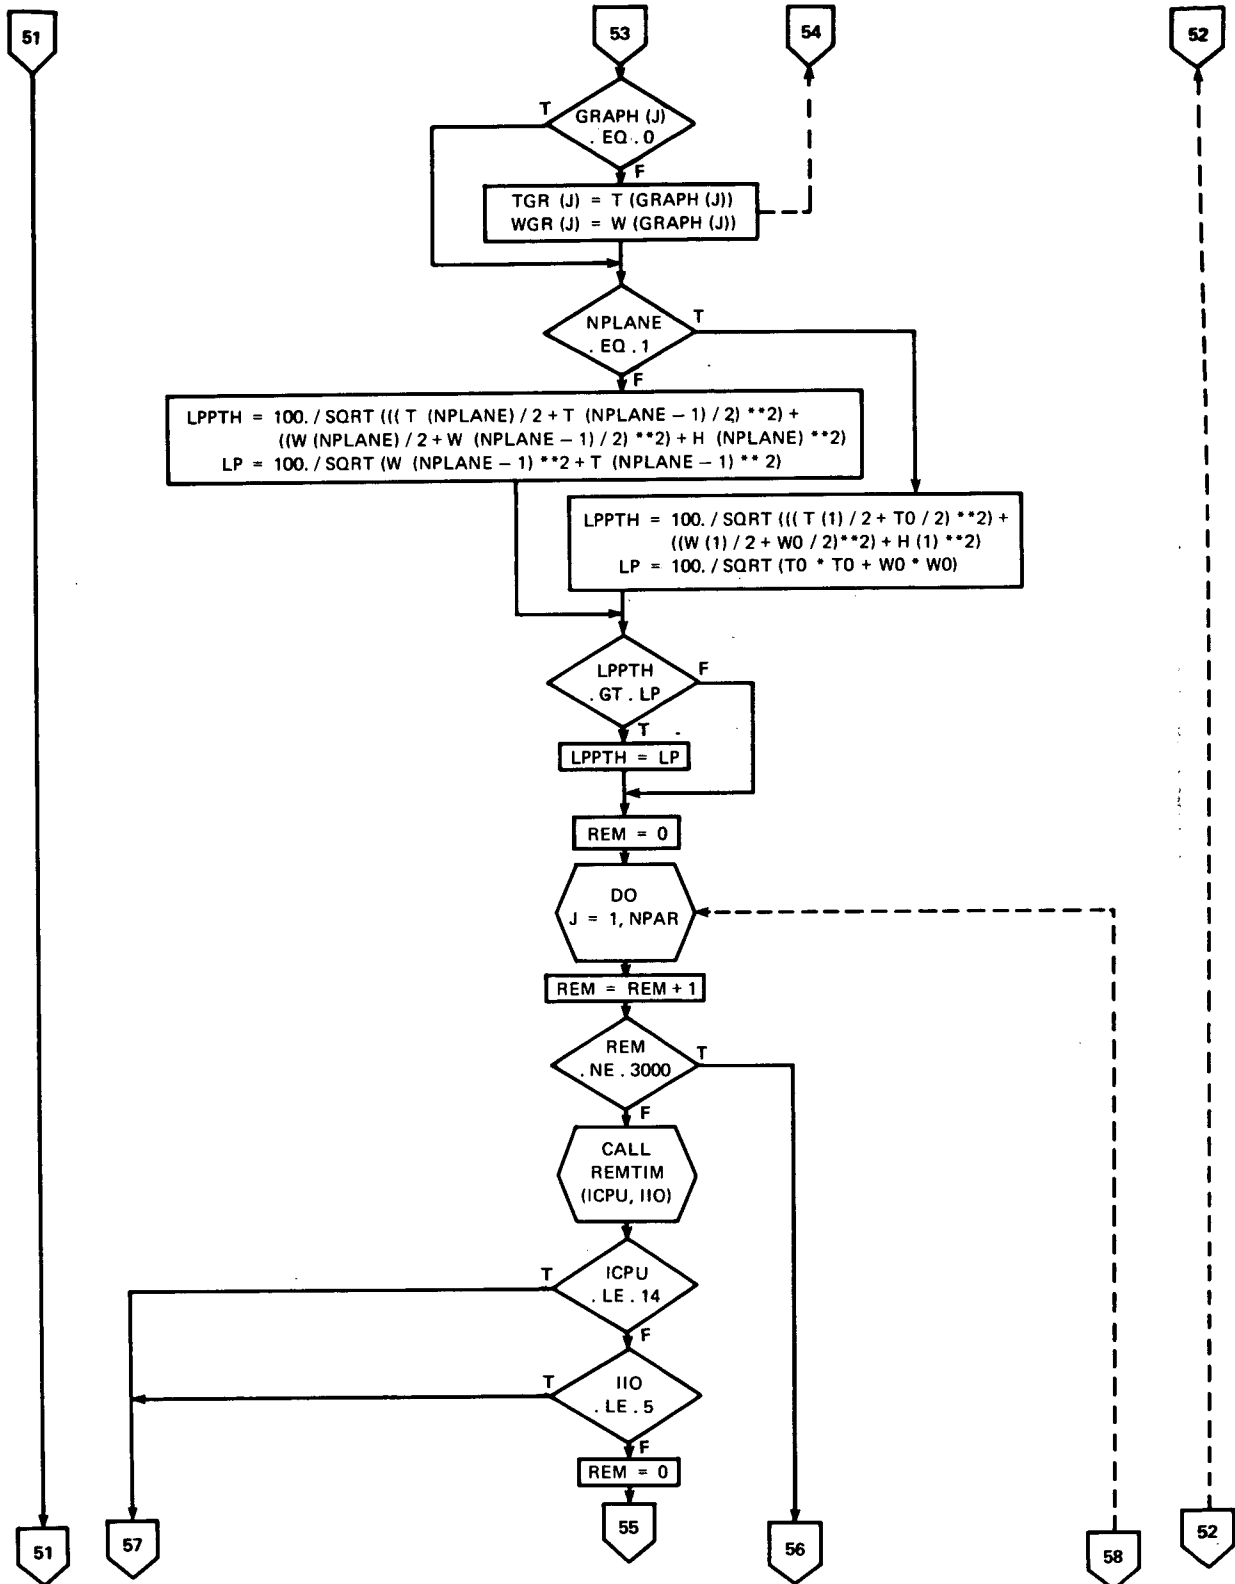 51
53
54
52
T
GRAPH (J)
. EQ . 0
F
TGR (J) = T (GRAPH (J))
WGR (J) = W (GRAPH (J))
NPLANE
. EQ . 1
T
F
LPPTH = 100. / SQRT ((( T (NPLANE) / 2 + T (NPLANE - 1) / 2) **2) +
((W (NPLANE) / 2 + W (NPLANE - 1) / 2) **2) + H (NPLANE) **2)
LP = 100. / SQRT (W (NPLANE - 1) **2 + T (NPLANE - 1) ** 2)
LPPTH = 100. / SQRT ((( T (1) / 2 + T0 / 2) **2) +
((W (1) / 2 + W0 / 2)**2) + H (1) **2)
LP = 100. / SQRT (T0 * T0 + W0 * W0)
LPPTH
. GT . LP
F
T
LPPTH = LP
REM = 0
DO
J = 1, NPAR
REM = REM + 1
REM
. NE . 3000
T
F
CALL
REMTIM
(ICPU, IIO)
T
ICPU
. LE . 14
F
T
IIO
. LE . 5
F
REM = 0
51
57
55
56
58
52